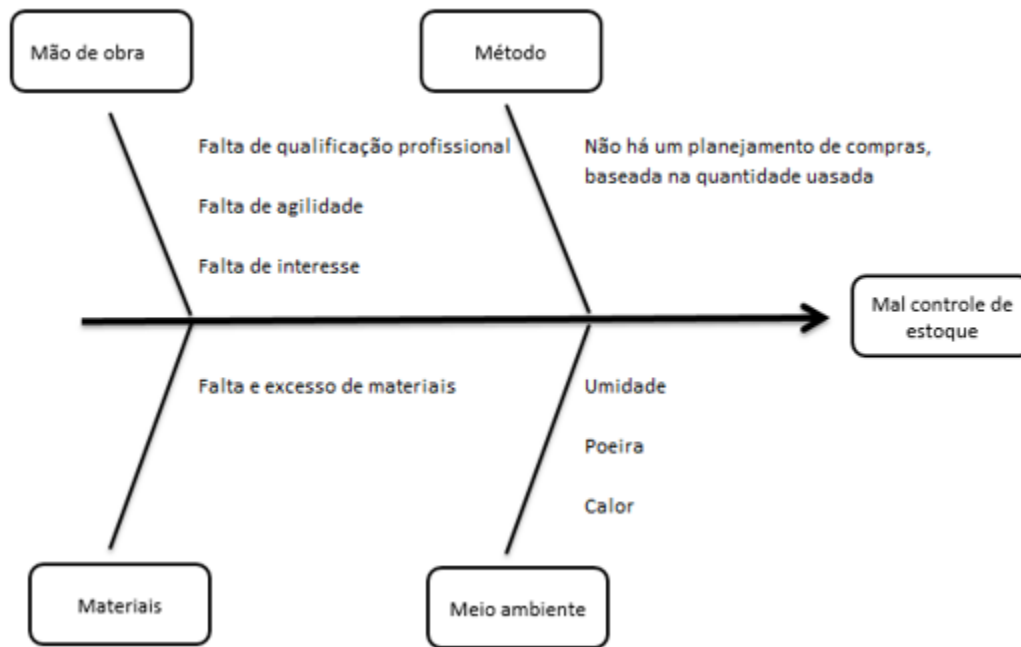 Mão de obra
Método
Falta de qualificação profissional
Falta de agilidade
Falta de interesse
Não há um planejamento de compras,
baseada na quantidade uasada
Mal controle de
estoque
Falta e excesso de materiais
Umidade
Poeira
Calor
Materiais
Meio ambiente